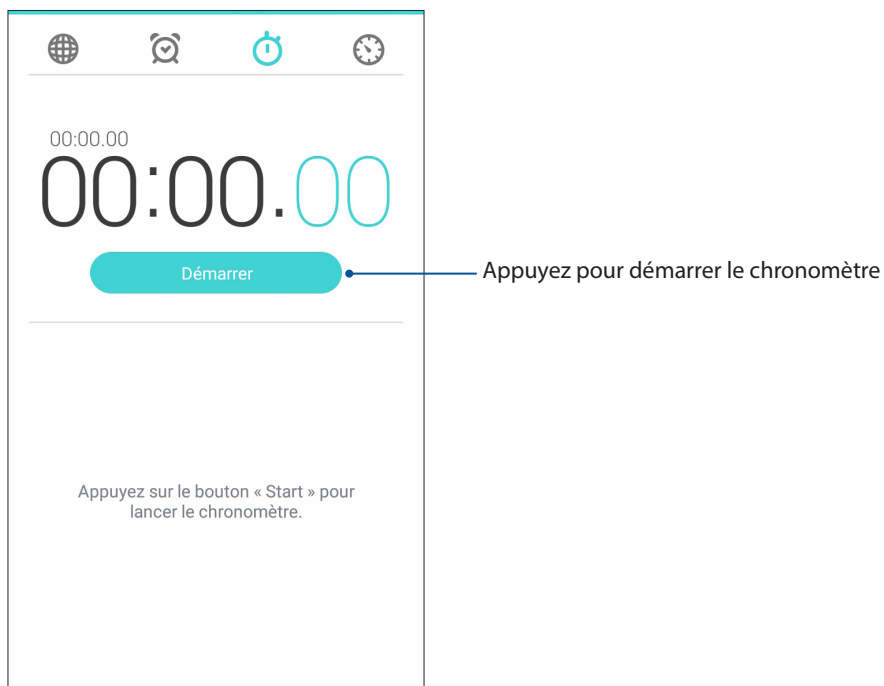 00:00.00
00:00.00
Démarrer
Appuyez pour démarrer le chronomètre
Appuyez sur le bouton « Start » pour
lancer le chronomètre.